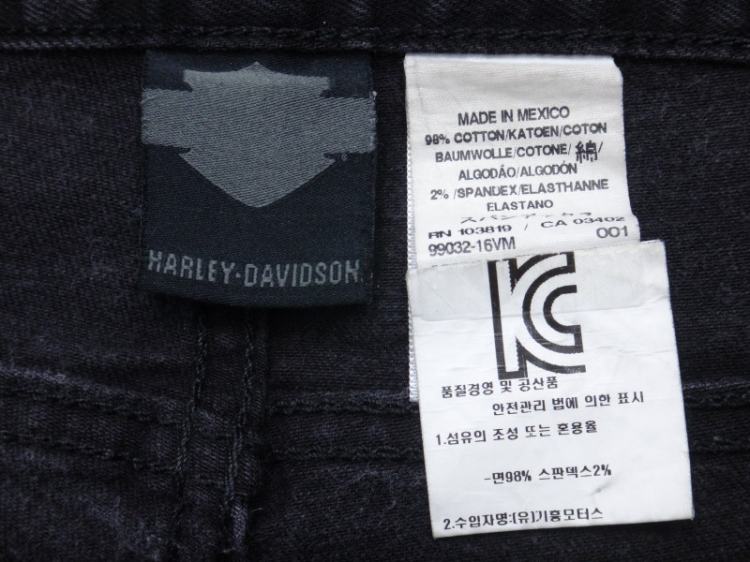 HARLEY-DAVIDSON
MADE IN MEXICO
98% COTTON/KATOEN/COTON
BAUMWOLLE/COTONE/綿/
ALGODÃO/ALGODÓN
2% /SPANDEX/ELASTHANNE
ELASTANO
RN 103819 / CA 03402
99032-16VM 001
KC
품질경영 및 공산품
안전관리 법에 의한 표시
1.섬유의 조성 또는 혼용율
-면98% 스판덱스2%
2.수입자명:(유)기흥모터스